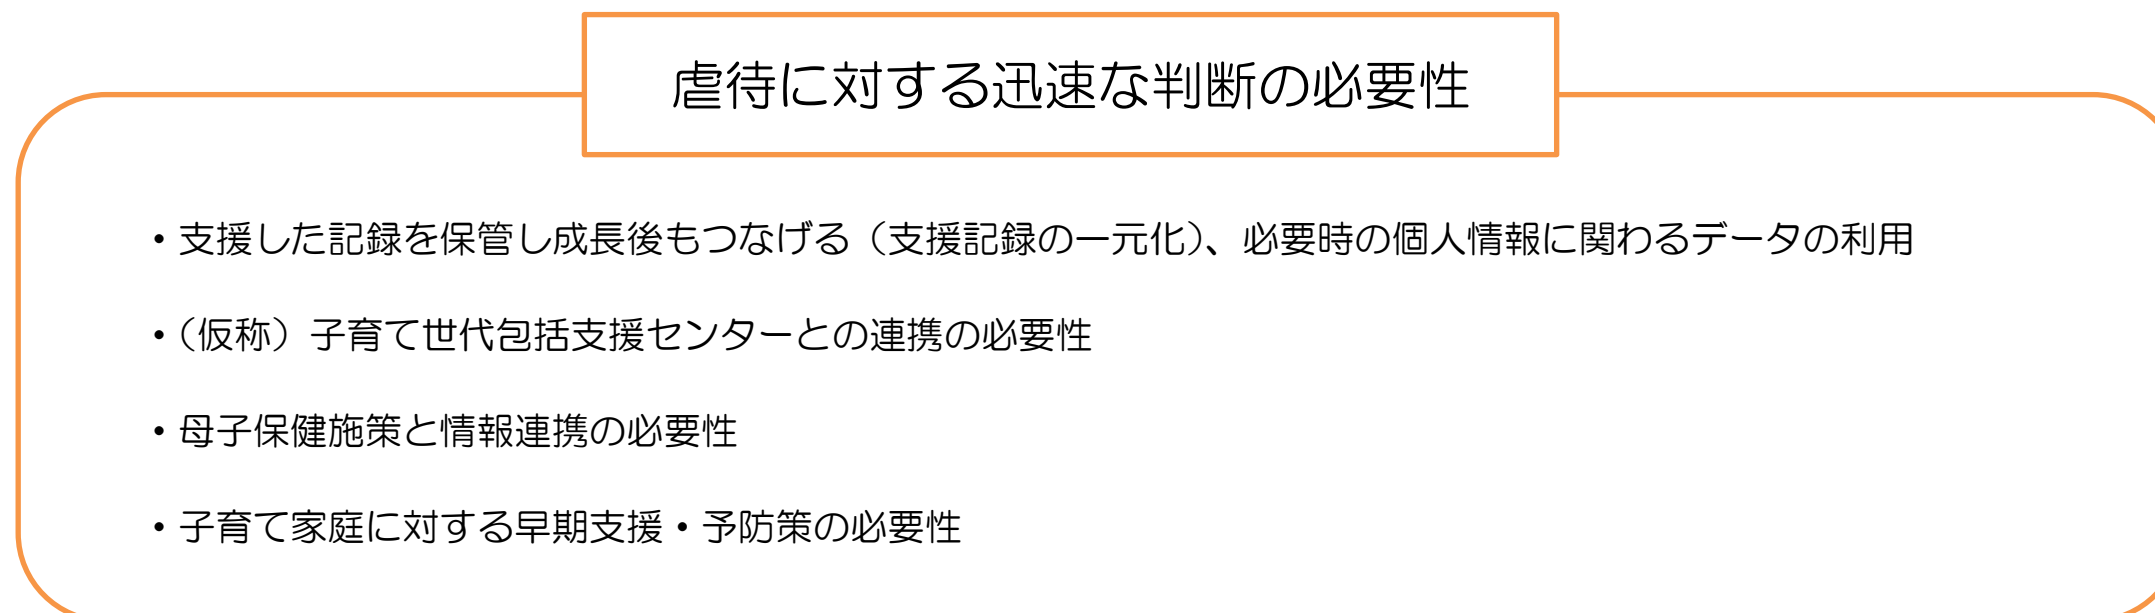 虐待に対する迅速な判断の必要性
・支援した記録を保管し成長後もつなげる（支援記録の一元化）、必要時の個人情報に関わるデータの利用
・（仮称）子育て世代包括支援センターとの連携の必要性
・母子保健施策と情報連携の必要性
・子育て家庭に対する早期支援・予防策の必要性